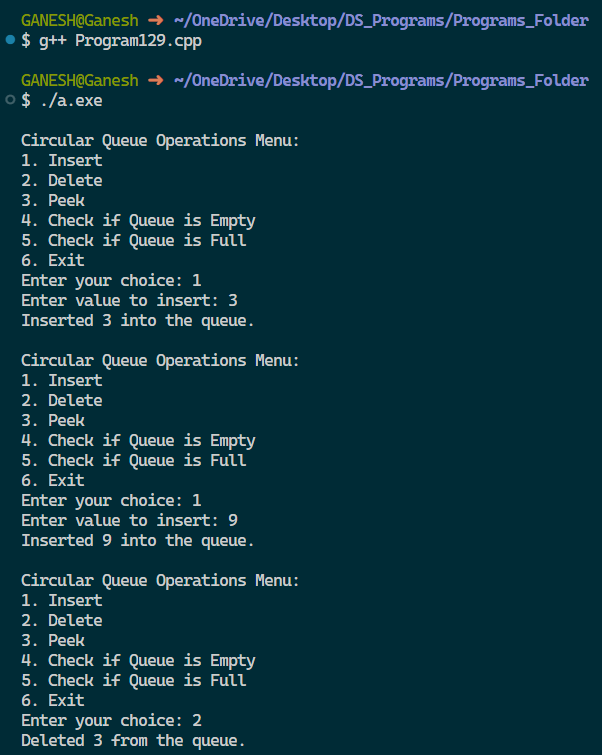 GANESH@Ganesh ➜ ~/OneDrive/Desktop/DS_Programs/Programs_Folder
$ g++ Program129.cpp
GANESH@Ganesh ➜ ~/OneDrive/Desktop/DS_Programs/Programs_Folder
$ ./a.exe
Circular Queue Operations Menu:
1. Insert
2. Delete
3. Peek
4. Check if Queue is Empty
5. Check if Queue is Full
6. Exit
Enter your choice: 1
Enter value to insert: 3
Inserted 3 into the queue.
Circular Queue Operations Menu:
1. Insert
2. Delete
3. Peek
4. Check if Queue is Empty
5. Check if Queue is Full
6. Exit
Enter your choice: 1
Enter value to insert: 9
Inserted 9 into the queue.
Circular Queue Operations Menu:
1. Insert
2. Delete
3. Peek
4. Check if Queue is Empty
5. Check if Queue is Full
6. Exit
Enter your choice: 2
Deleted 3 from the queue.